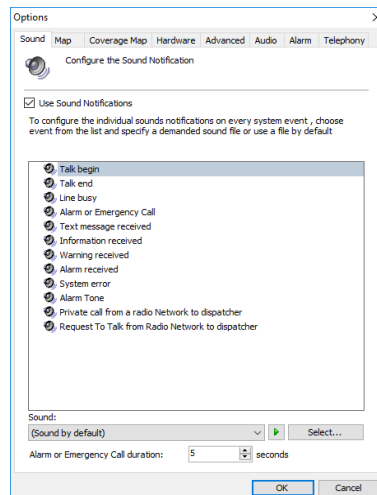 Options
Sound Map Coverage Map Hardware Advanced Audio Alarm Telephony
Configure the Sound Notification
Use Sound Notifications
To configure the individual sounds notifications on every system event , choose
event from the list and specify a demanded sound file or use a file by default
Talk begin
Talk end
Line busy
Alarm or Emergency Call
Text message received
Information received
Warning received
Alarm received
System error
Alarm Tone
Private call from a radio Network to dispatcher
Request To Talk from Radio Network to dispatcher
Sound:
(Sound by default) Select...
Alarm or Emergency Call duration: 5 seconds
OK Cancel